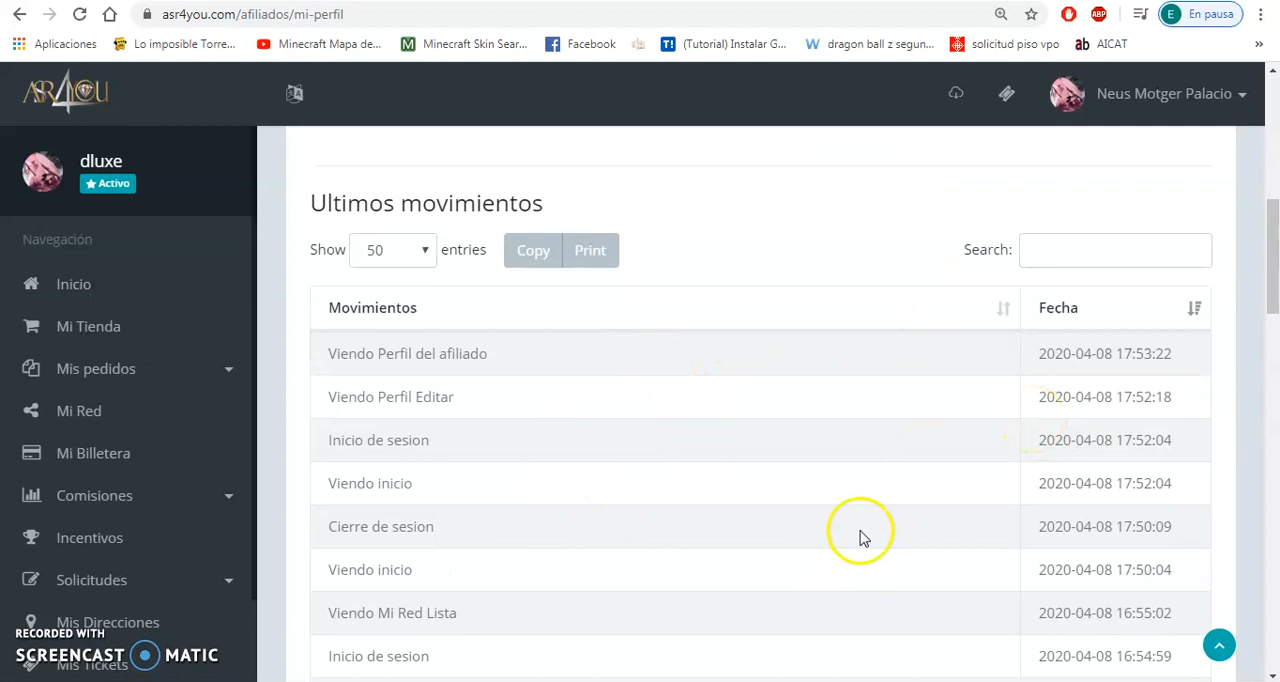 asr4you.com/afiliados/mi-perfil
ABP
E En pausa
Aplicaciones
Lo imposible Torre...
Minecraft Mapa de...
M Minecraft Skin Sear...
Facebook
T! (Tutorial) Instalar G...
W dragon ball z segun...
solicitud piso vpo
ab AICAT
»
ASR4YOU
Neus Motger Palacio
dluxe
Activo
Navegación
Inicio
Mi Tienda
Mis pedidos
Mi Red
Mi Billetera
Comisiones
Incentivos
Solicitudes
Mis Direcciones
Mis Tickets
RECORDED WITH
SCREENCAST MATIC
Ultimos movimientos
Show 50 entries
Copy Print
Search:
Movimientos Fecha
Viendo Perfil del afiliado 2020-04-08 17:53:22
Viendo Perfil Editar 2020-04-08 17:52:18
Inicio de sesion 2020-04-08 17:52:04
Viendo inicio 2020-04-08 17:52:04
Cierre de sesion 2020-04-08 17:50:09
Viendo inicio 2020-04-08 17:50:04
Viendo Mi Red Lista 2020-04-08 16:55:02
Inicio de sesion 2020-04-08 16:54:59